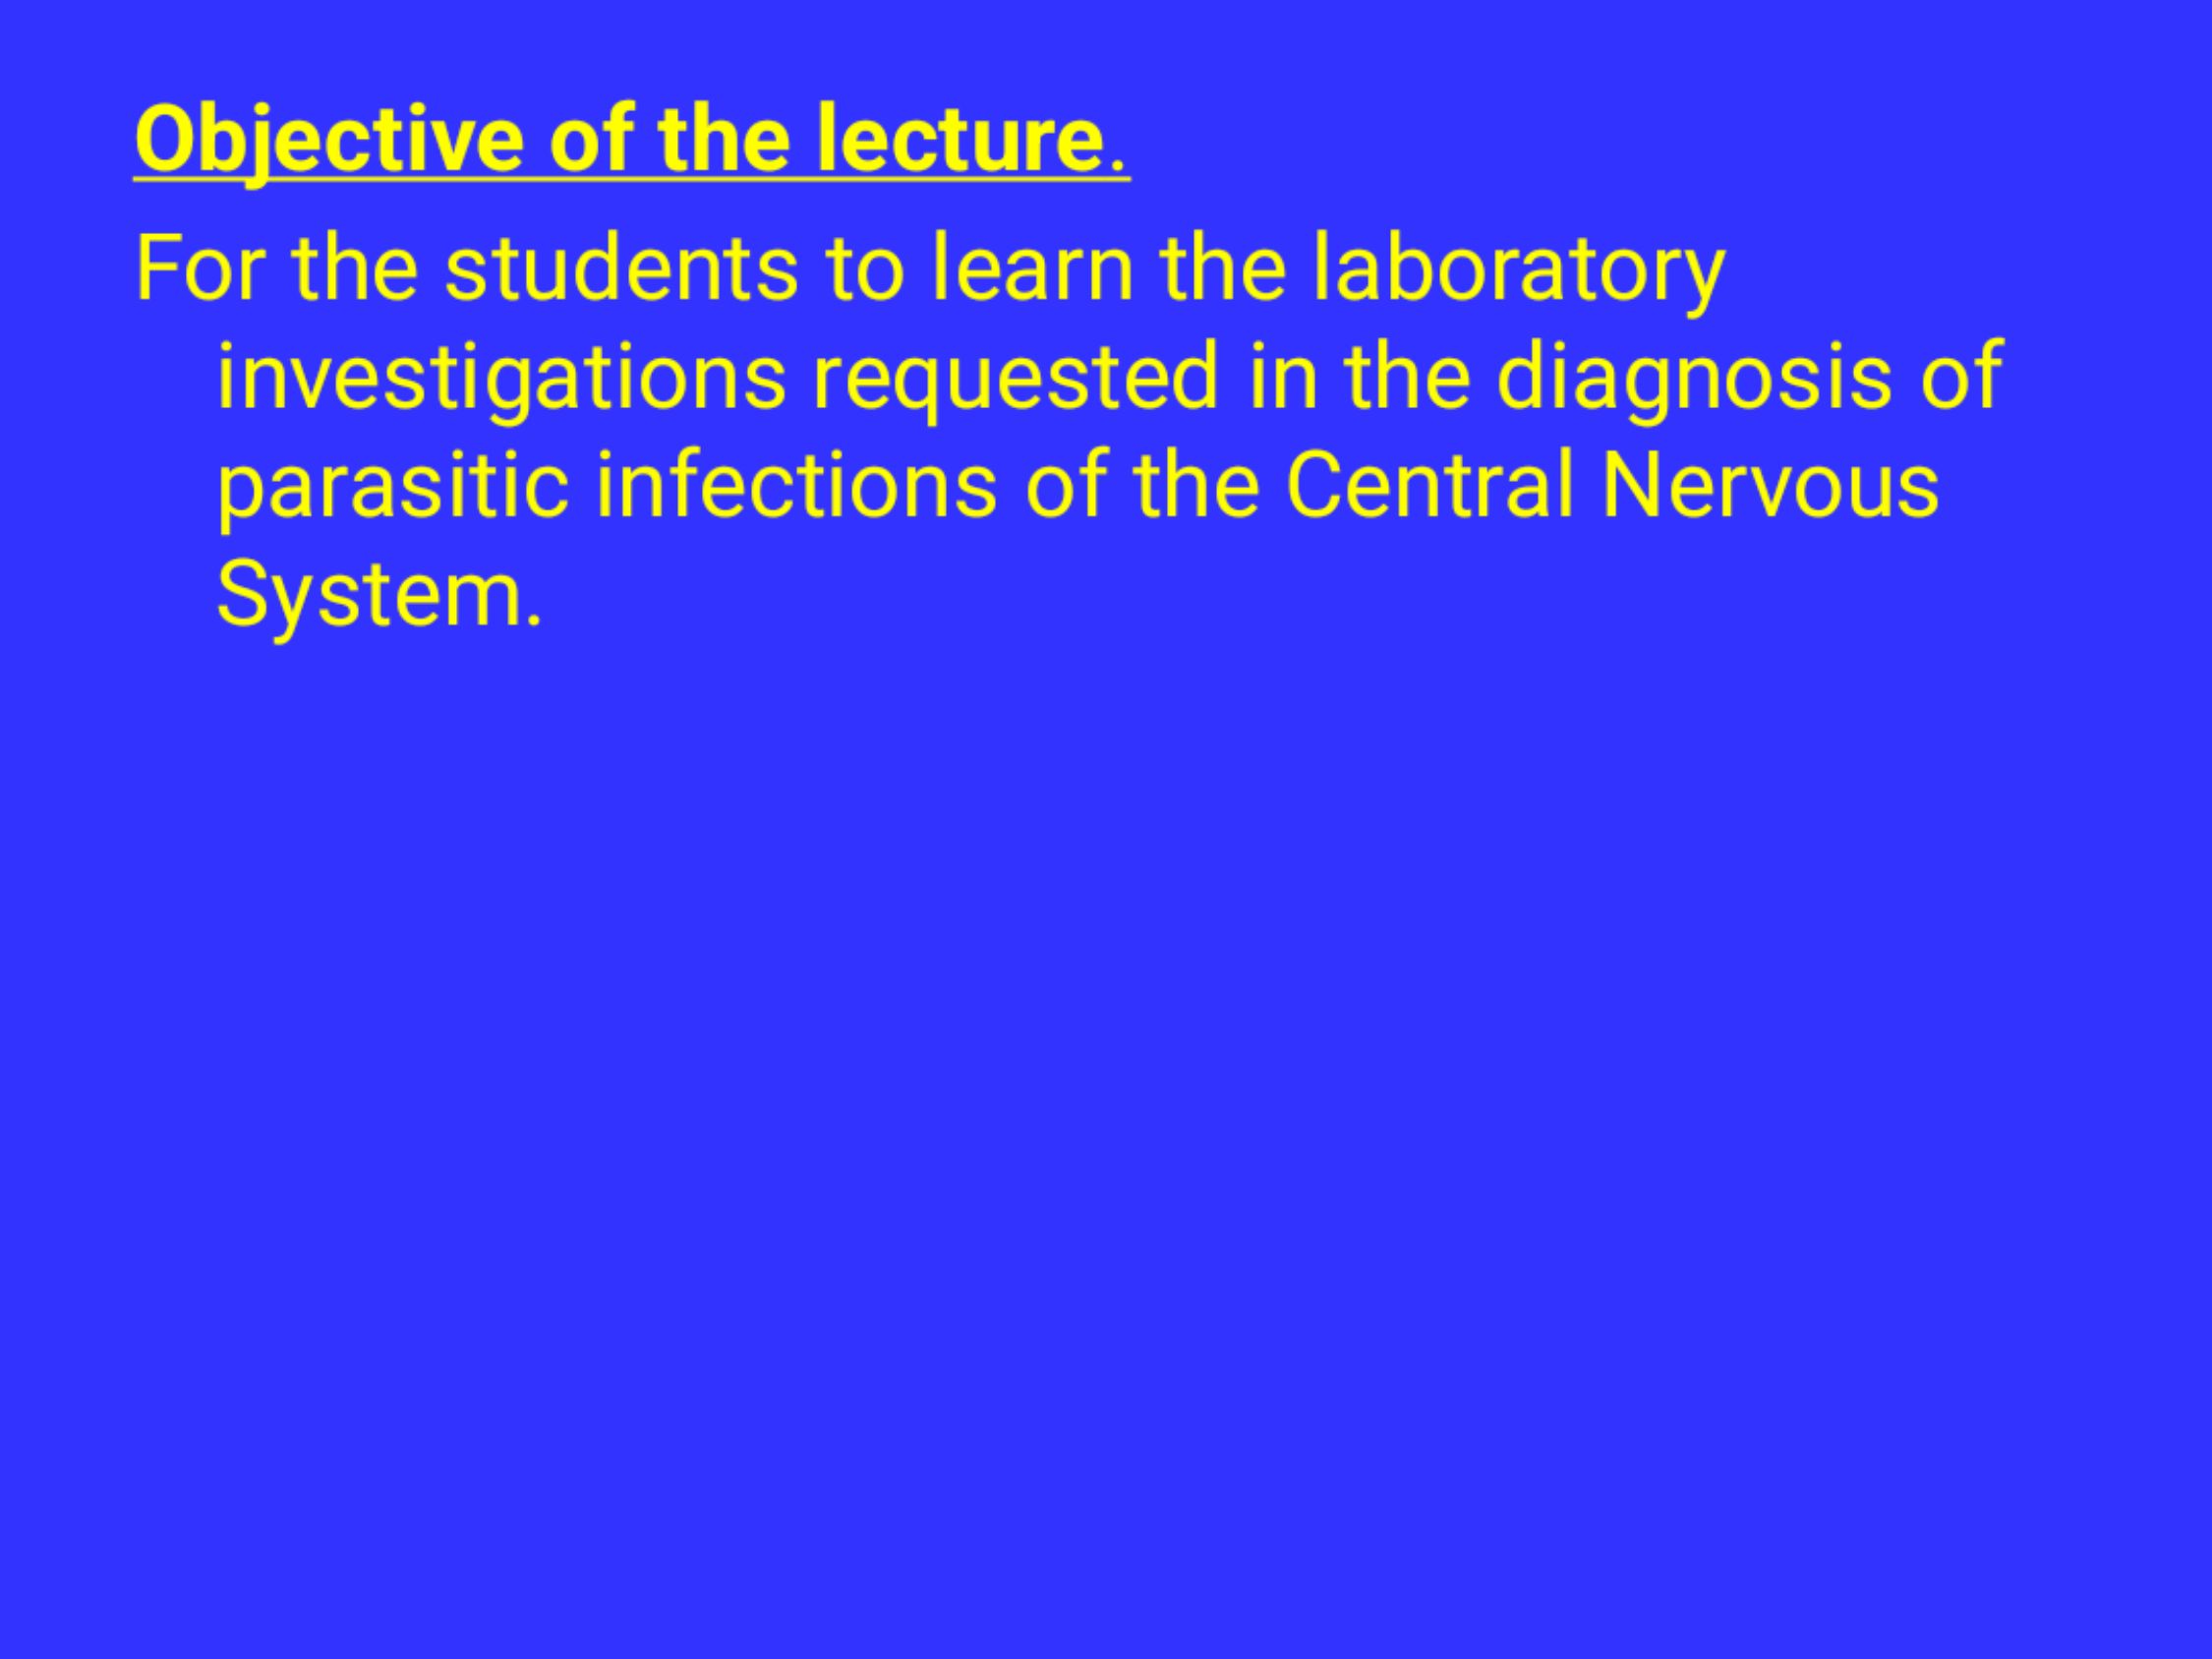 Objective of the lecture.
For the students to learn the laboratory
investigations requested in the diagnosis of
parasitic infections of the Central Nervous
System.